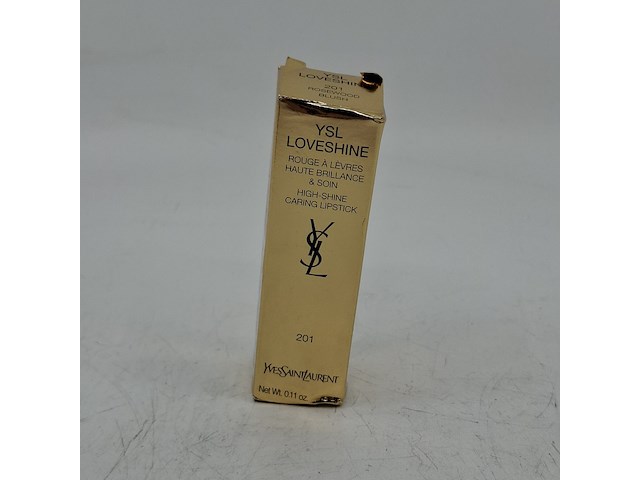 YSL
LOVESHINE
201
ROSEWOOD
BLUSH
YSL
LOVESHINE
ROUGE À LÈVRES
HAUTE BRILLANCE
& SOIN
HIGH-SHINE
CARING LIPSTICK
YSL
201
YVESSAINTLAURENT
Net Wt. 0.11 oz